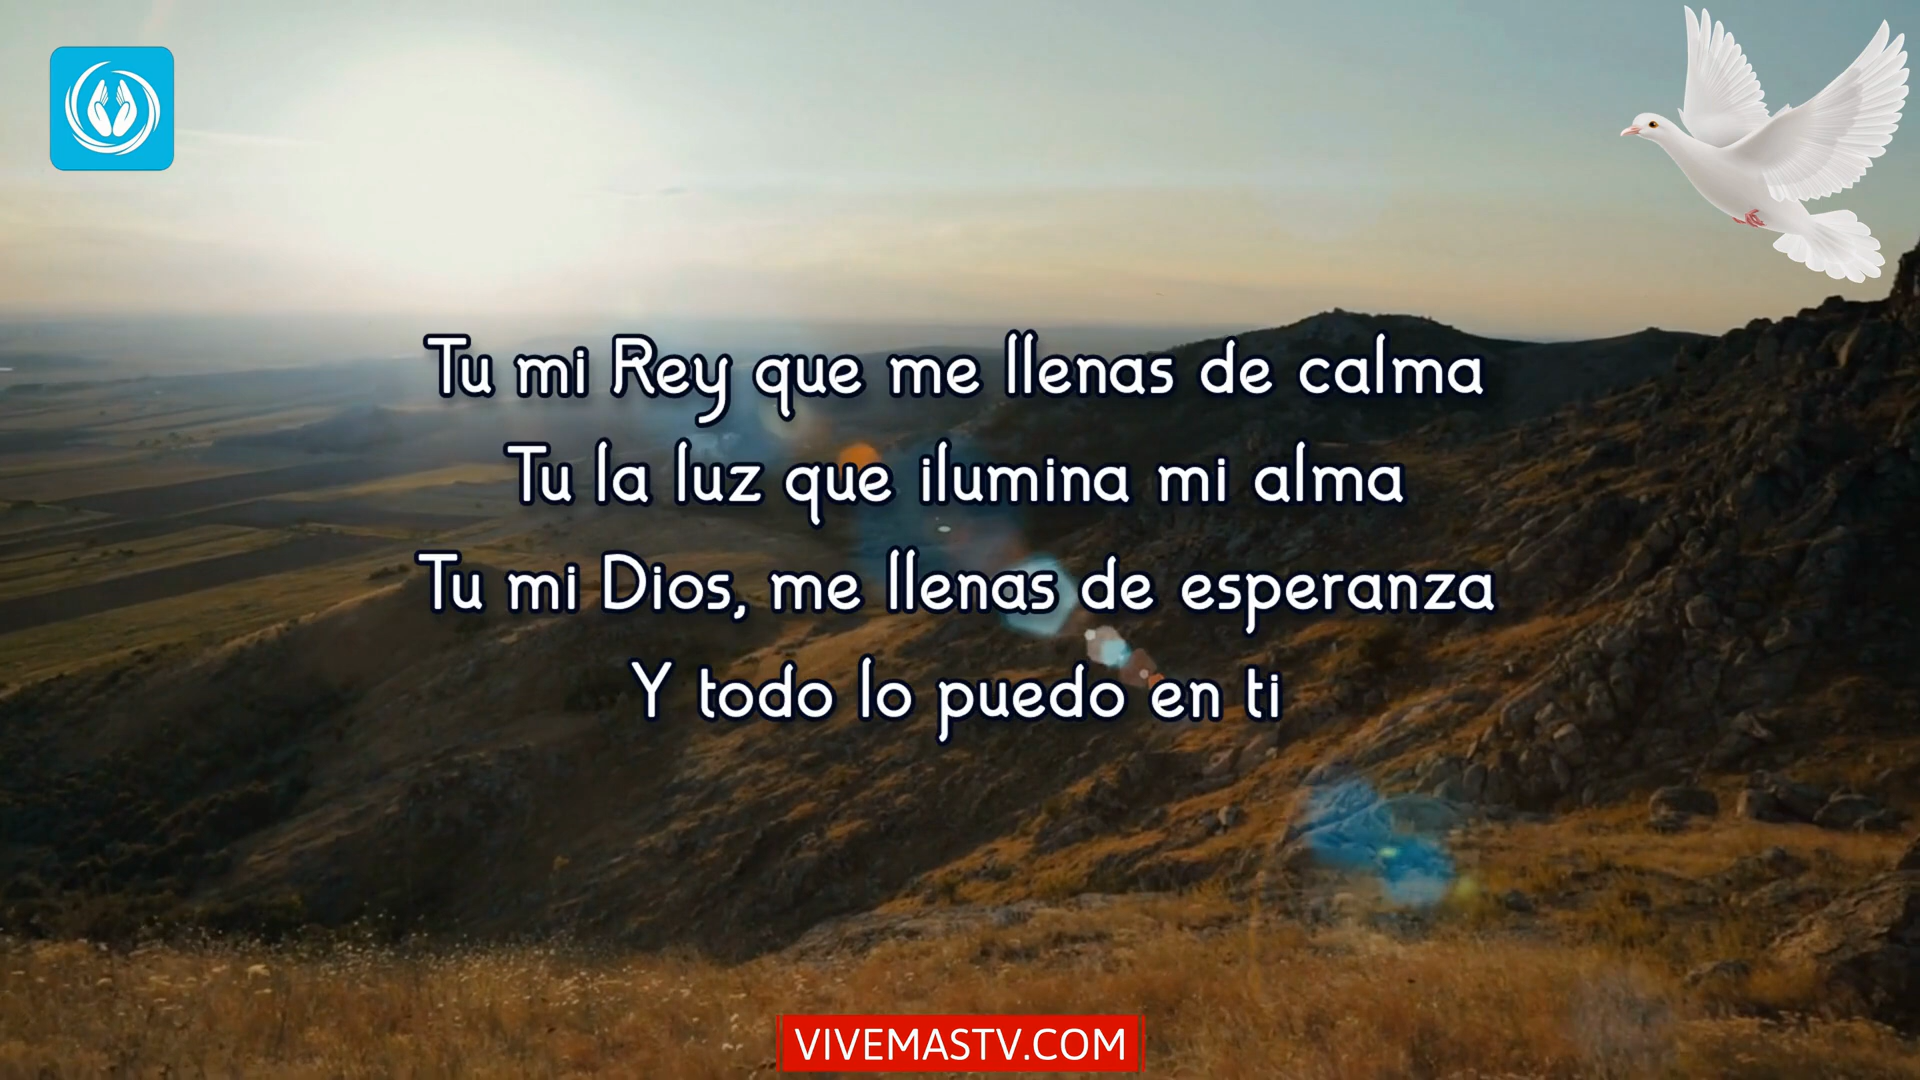 Tu mi Rey que me llenas de calma
Tu la luz que ilumina mi alma
Tu mi Dios, me llenas de esperanza
Y todo lo puedo en ti
VIVEMASTV.COM